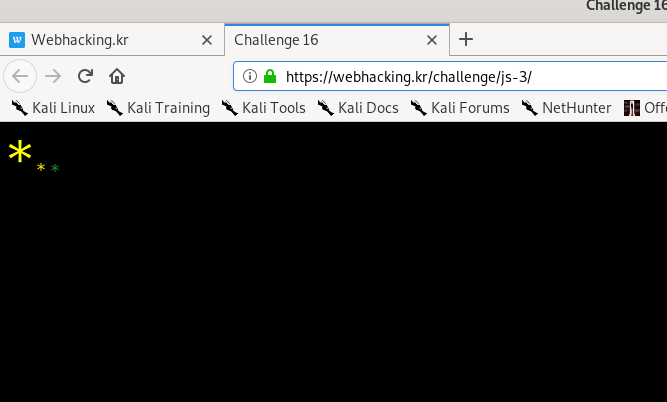 Challenge 16
Webhacking.kr Challenge 16
https://webhacking.kr/challenge/js-3/
Kali Linux Kali Training Kali Tools Kali Docs Kali Forums NetHunter Offe
*
* *